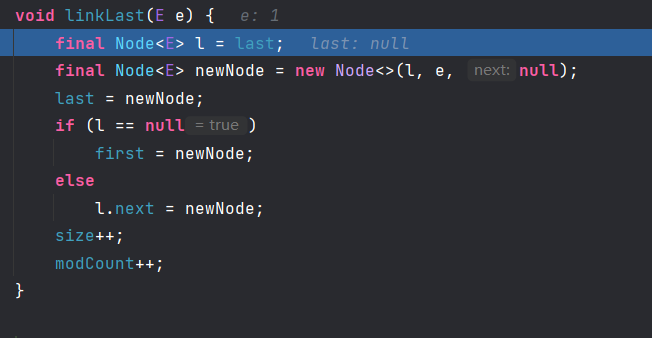 void linkLast(E e) {   e: 1
    final Node<E> l = last;   last: null
    final Node<E> newNode = new Node<>(l, e,  next: null);
    last = newNode;
    if (l == null = true )
        first = newNode;
    else
        l.next = newNode;
    size++;
    modCount++;
}